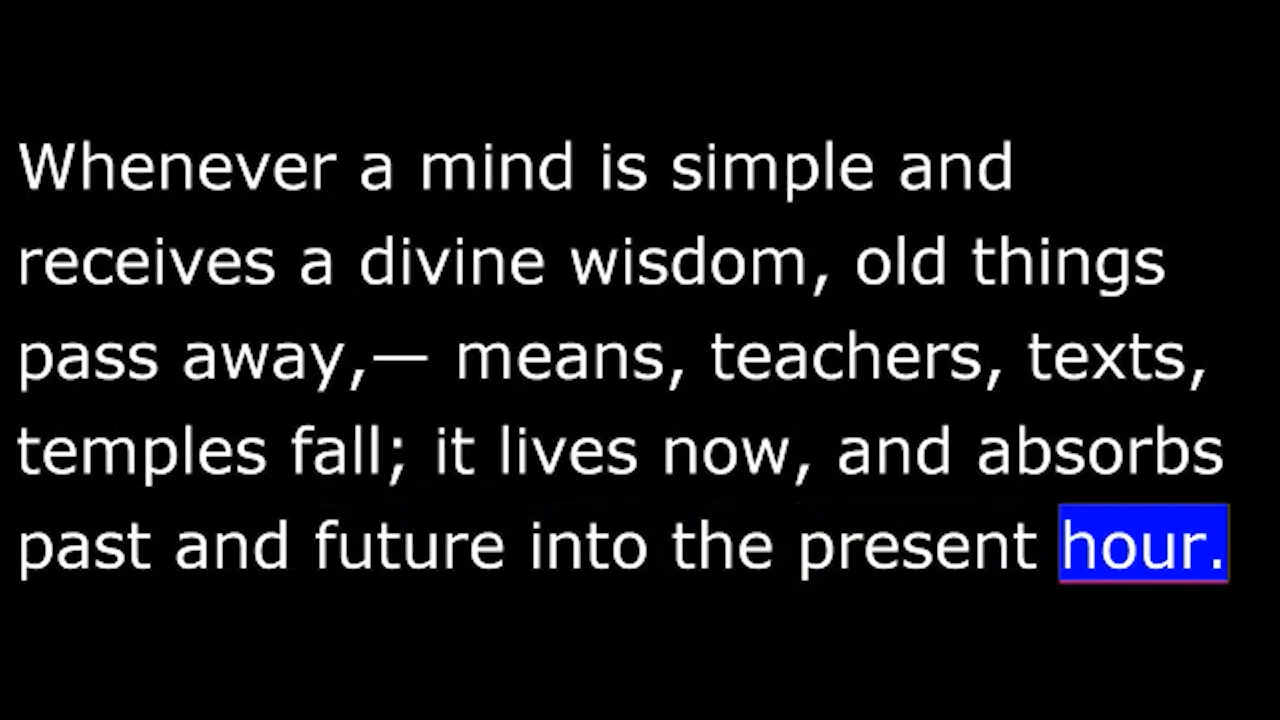 Whenever a mind is simple and
receives a divine wisdom, old things
pass away,— means, teachers, texts,
temples fall; it lives now, and absorbs
past and future into the present hour.